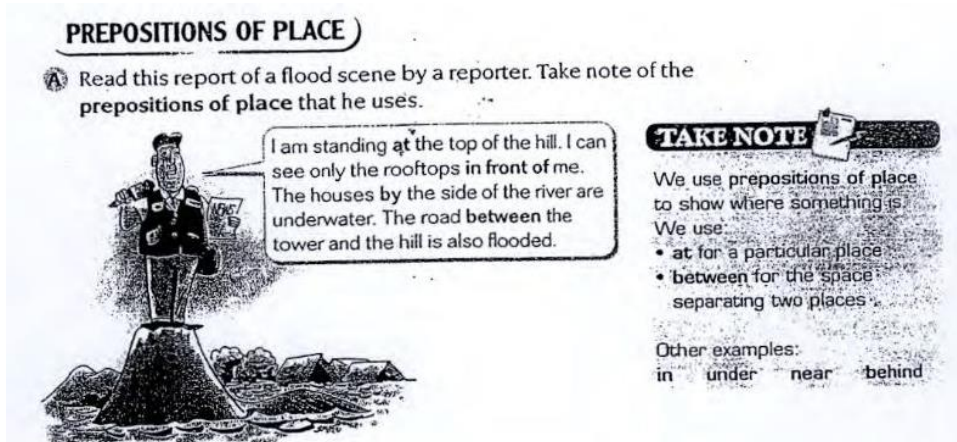 PREPOSITIONS OF PLACE
A Read this report of a flood scene by a reporter. Take note of the
prepositions of place that he uses.
I am standing at the top of the hill. I can
see only the rooftops in front of me.
The houses by the side of the river are
underwater. The road between the
tower and the hill is also flooded.
NEWS
TAKE NOTE
We use prepositions of place
to show where something is.
We use:
• at for a particular place
• between for the space
separating two places
Other examples:
in under near behind